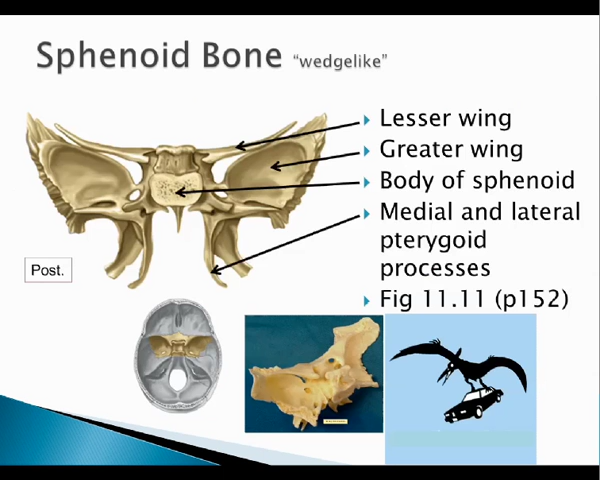 Sphenoid Bone "wedgelike"
Lesser wing
Greater wing
Body of sphenoid
Medial and lateral
pterygoid
processes
Fig 11.11 (p152)
Post.